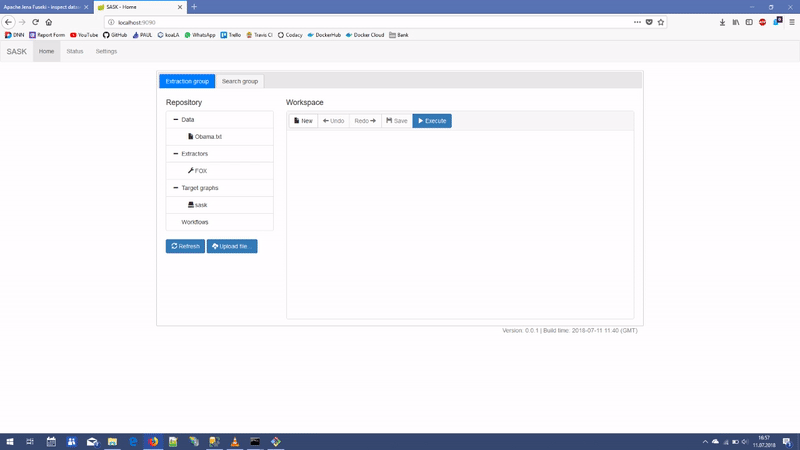 Apache Jena Fuseki - inspect datas
SASK - Home
localhost:9090
DNN Report Form YouTube GitHub PAUL koaLA WhatsApp Trello Travis CI Codacy DockerHub Docker Cloud Bank
SASK Home Status Settings
Extraction group Search group
Repository
Data
Obama.txt
Extractors
FOX
Target graphs
sask
Workflows
Refresh Upload file...
Workspace
New Undo Redo Save Execute
Version: 0.0.1 | Build time: 2018-07-11 11:40 (GMT)
16:57
11.07.2018